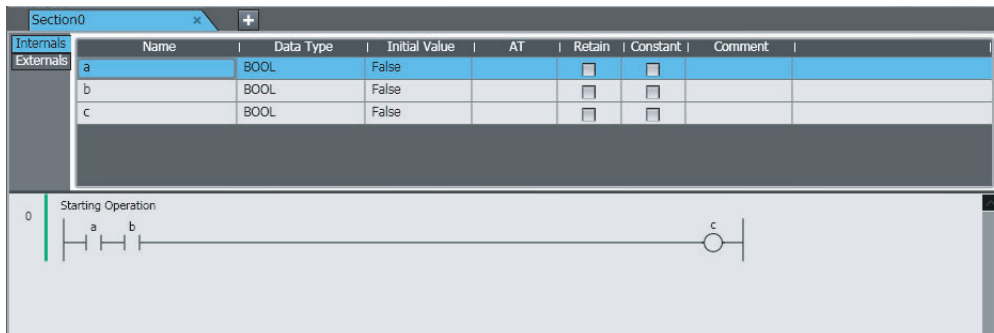 Section0 × +
Internals Name Data Type Initial Value AT Retain Constant Comment
Externals
a BOOL False
b BOOL False
c BOOL False
0 Starting Operation
a b c